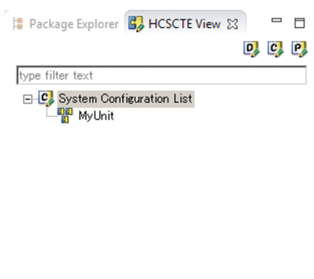 Package Explorer HCSCTE View
D C P
type filter text
C System Configuration List
MyUnit